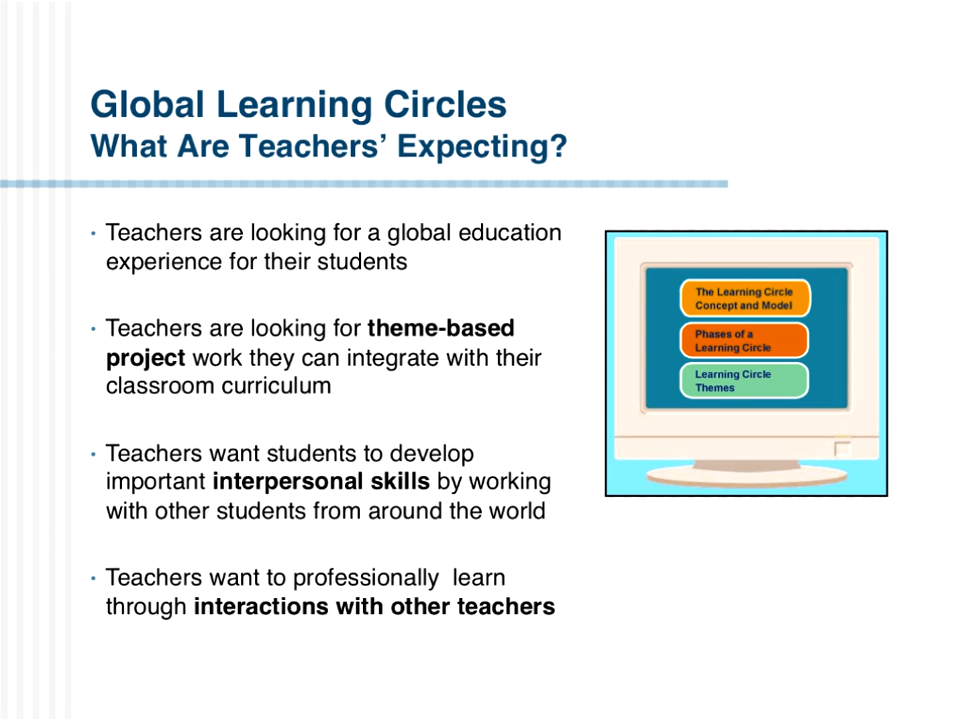 Global Learning Circles
What Are Teachers’ Expecting?
• Teachers are looking for a global education
experience for their students
• Teachers are looking for theme-based
project work they can integrate with their
classroom curriculum
• Teachers want students to develop
important interpersonal skills by working
with other students from around the world
• Teachers want to professionally  learn
through interactions with other teachers
The Learning Circle
Concept and Model
Phases of a
Learning Circle
Learning Circle
Themes